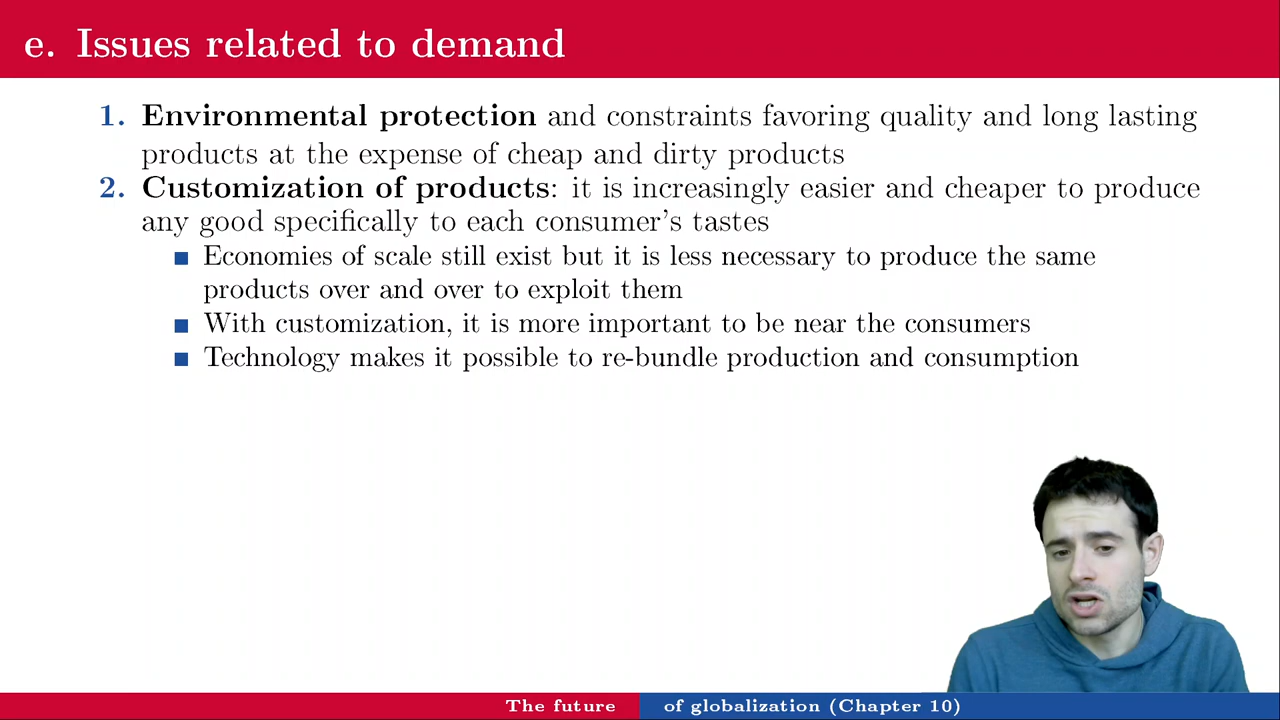 e. Issues related to demand
1. Environmental protection and constraints favoring quality and long lasting
products at the expense of cheap and dirty products
2. Customization of products: it is increasingly easier and cheaper to produce
any good specifically to each consumer's tastes
Economies of scale still exist but it is less necessary to produce the same
products over and over to exploit them
With customization, it is more important to be near the consumers
Technology makes it possible to re-bundle production and consumption
The future of globalization (Chapter 10)